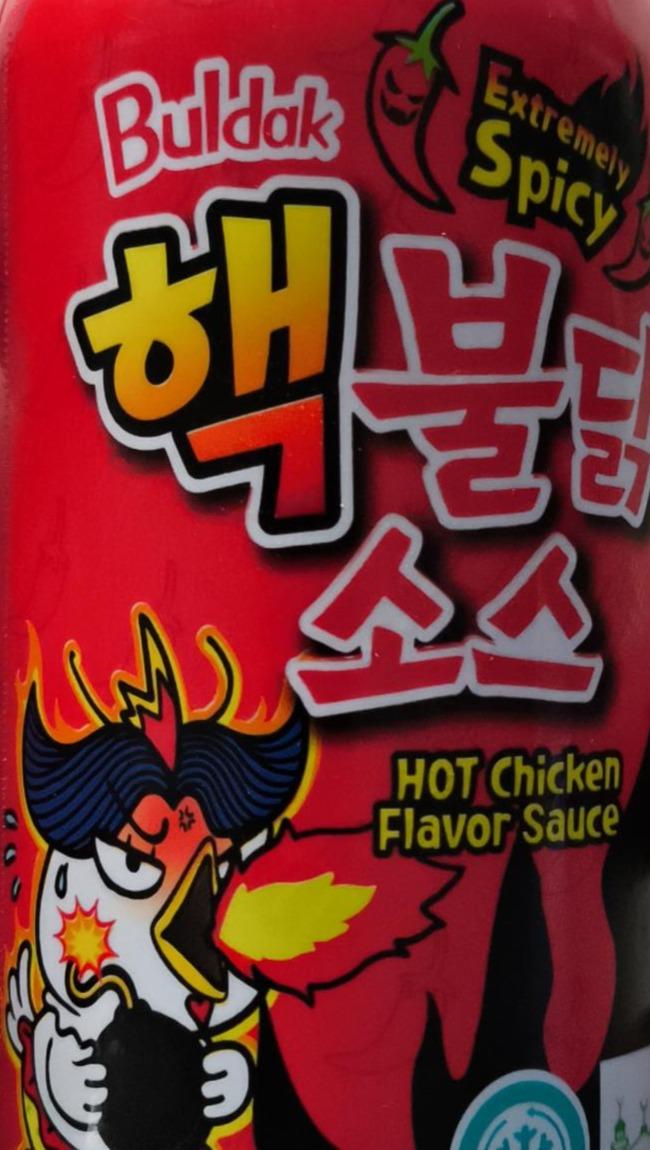 Buldak
Extremely
Spicy
핵불닭
소스
HOT Chicken
Flavor Sauce